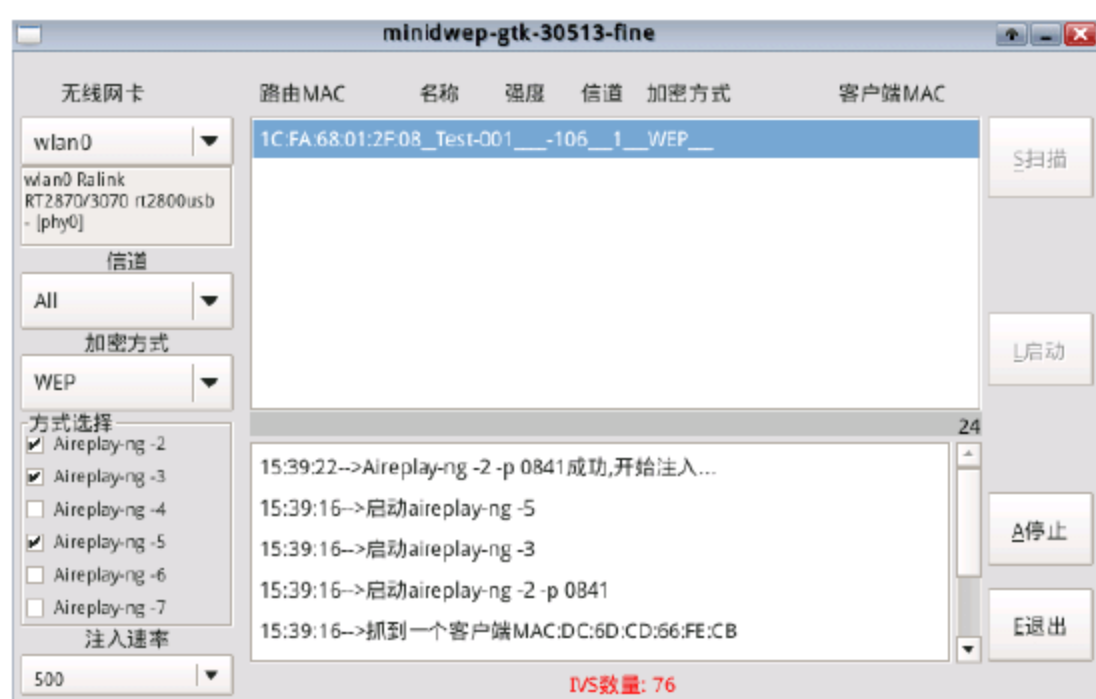 minidwep-gtk-30513-fine
无线网卡 路由MAC 名称 强度 信道 加密方式 客户端MAC
wlan0
wlan0 Ralink
RT2870/3070 rt2800usb
- [phy0]
信道
All
加密方式
WEP
方式选择
Aireplay-ng -2
Aireplay-ng -3
Aireplay-ng -4
Aireplay-ng -5
Aireplay-ng -6
Aireplay-ng -7
注入速率
500
1C:FA:68:01:2F:08__Test-001____-106__1__WEP__
24
15:39:22-->Aireplay-ng -2 -p 0841成功,开始注入...
15:39:16-->启动aireplay-ng -5
15:39:16-->启动aireplay-ng -3
15:39:16-->启动aireplay-ng -2 -p 0841
15:39:16-->抓到一个客户端MAC:DC:6D:CD:66:FE:CB
IVS数量: 76
S扫描
L启动
A停止
E退出